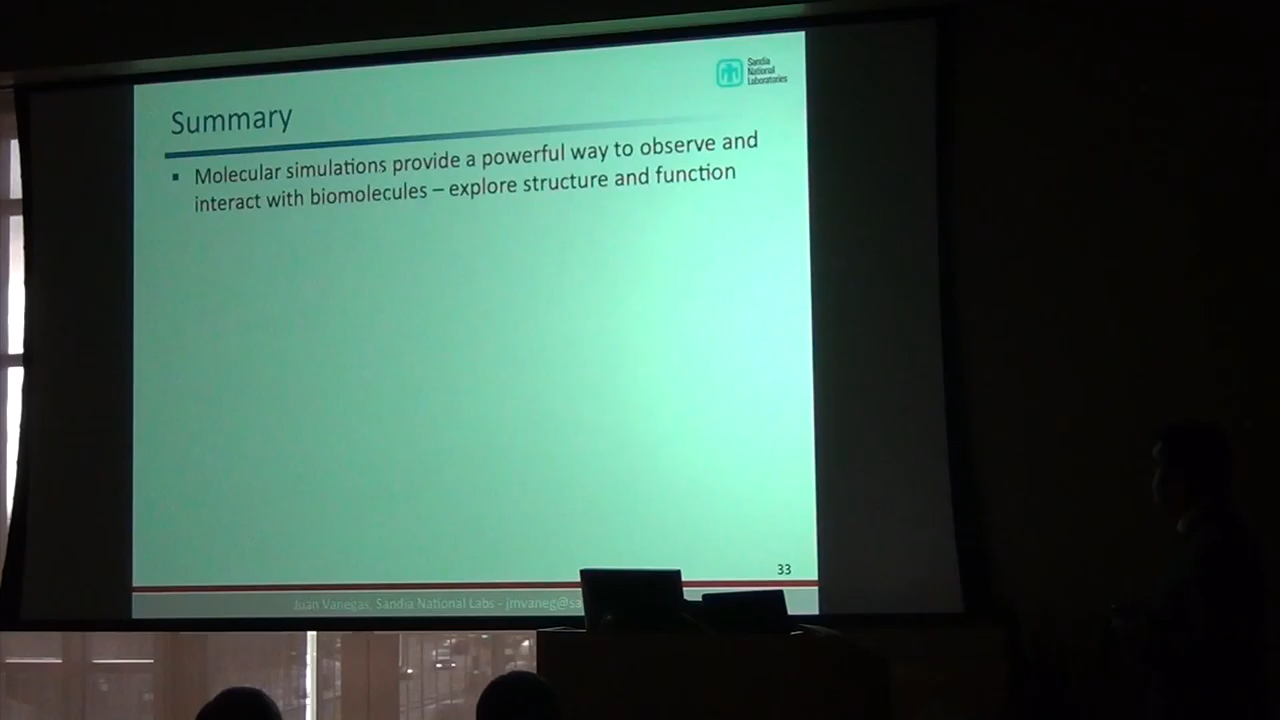 Sandia
National
Laboratories
Summary
▪ Molecular simulations provide a powerful way to observe and
interact with biomolecules – explore structure and function
33
Juan Vanegas, Sandia National Labs - jmvaneg@sa